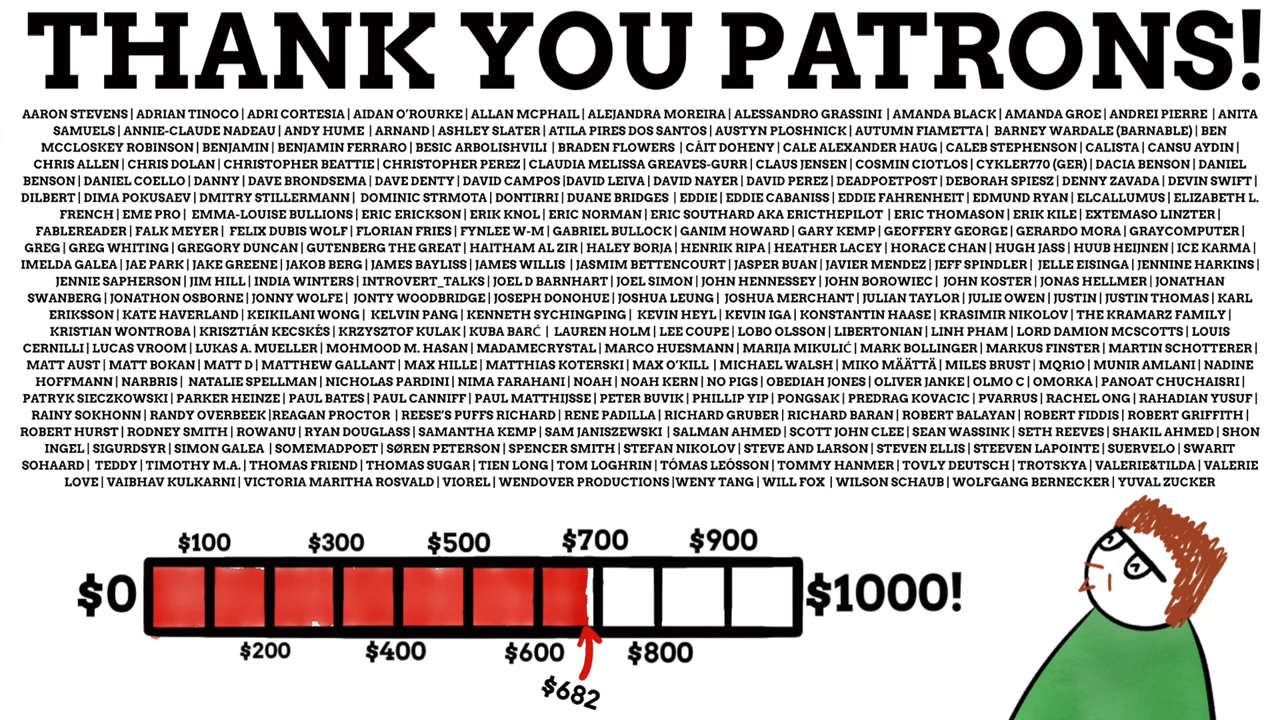 THANK YOU PATRONS!
AARON STEVENS | ADRIAN TINOCO | ADRI CORTESIA | AIDAN O'ROURKE | ALLAN MCPHAIL | ALEJANDRA MOREIRA | ALESSANDRO GRASSINI | AMANDA BLACK | AMANDA GROE | ANDREI PIERRE | ANITA
SAMUELS | ANNIE-CLAUDE NADEAU | ANDY HUME | ARNAND | ASHLEY SLATER | ATILA PIRES DOS SANTOS | AUSTYN PLOSHNICK | AUTUMN FIAMETTA | BARNEY WARDALE (BARNABLE) | BEN
MCCLOSKEY ROBINSON | BENJAMIN | BENJAMIN FERRARO | BESIC ARBOLISHVILI | BRADEN FLOWERS | CÁIT DOHENY | CALE ALEXANDER HAUG | CALEB STEPHENSON | CALISTA | CANSU AYDIN |
CHRIS ALLEN | CHRIS DOLAN | CHRISTOPHER BEATTIE | CHRISTOPHER PEREZ | CLAUDIA MELISSA GREAVES-GURR | CLAUS JENSEN | COSMIN CIOTLOS | CYKLER770 (GER) | DACIA BENSON | DANIEL
BENSON | DANIEL COELLO | DANNY | DAVE BRONDSEMA | DAVE DENTY | DAVID CAMPOS |DAVID LEIVA | DAVID NAYER | DAVID PEREZ | DEADPOETPOST | DEBORAH SPIESZ | DENNY ZAVADA | DEVIN SWIFT |
DILBERT | DIMA POKUSAEV | DMITRY STILLERMANN | DOMINIC STRMOTA | DONTIRRI | DUANE BRIDGES | EDDIE | EDDIE CABANISS | EDDIE FAHRENHEIT | EDMUND RYAN | ELCALLUMUS | ELIZABETH L.
FRENCH | EME PRO | EMMA-LOUISE BULLIONS | ERIC ERICKSON | ERIK KNOL | ERIC NORMAN | ERIC SOUTHARD AKA ERICTHEPILOT | ERIC THOMASON | ERIK KILE | EXTEMASO LINZTER |
FABLEREADER | FALK MEYER | FELIX DUBIS WOLF | FLORIAN FRIES | FYNLEE W-M | GABRIEL BULLOCK | GANIM HOWARD | GARY KEMP | GEOFFERY GEORGE | GERARDO MORA | GRAYCOMPUTER |
GREG | GREG WHITING | GREGORY DUNCAN | GUTENBERG THE GREAT | HAITHAM AL ZIR | HALEY BORJA | HENRIK RIPA | HEATHER LACEY | HORACE CHAN | HUGH JASS | HUUB HEIJNEN | ICE KARMA |
IMELDA GALEA | JAE PARK | JAKE GREENE | JAKOB BERG | JAMES BAYLISS | JAMES WILLIS | JASMIM BETTENCOURT | JASPER BUAN | JAVIER MENDEZ | JEFF SPINDLER | JELLE EISINGA | JENNINE HARKINS |
JENNIE SAPHERSON | JIM HILL | INDIA WINTERS | INTROVERT_TALKS | JOEL D BARNHART | JOEL SIMON | JOHN HENNESSEY | JOHN BOROWIEC | JOHN KOSTER | JONAS HELLMER | JONATHAN
SWANBERG | JONATHON OSBORNE | JONNY WOLFE | JONTY WOODBRIDGE | JOSEPH DONOHUE | JOSHUA LEUNG | JOSHUA MERCHANT | JULIAN TAYLOR | JULIE OWEN | JUSTIN | JUSTIN THOMAS | KARL
ERIKSSON | KATE HAVERLAND | KEIKILANI WONG | KELVIN PANG | KENNETH SYCHINGPING | KEVIN HEYL | KEVIN IGA | KONSTANTIN HAASE | KRASIMIR NIKOLOV | THE KRAMARZ FAMILY |
KRISTIAN WONTROBA | KRISZTIÁN KECSKÉS | KRZYSZTOF KULAK | KUBA BARĆ | LAUREN HOLM | LEE COUPE | LOBO OLSSON | LIBERTONIAN | LINH PHAM | LORD DAMION MCSCOTTS | LOUIS
CERNILLI | LUCAS VROOM | LUKAS A. MUELLER | MOHMOOD M. HASAN | MADAMECRYSTAL | MARCO HUESMANN | MARIJA MIKULIĆ | MARK BOLLINGER | MARKUS FINSTER | MARTIN SCHOTTERER |
MATT AUST | MATT BOKAN | MATT D | MATTHEW GALLANT | MAX HILLE | MATTHIAS KOTERSKI | MAX O'KILL | MICHAEL WALSH | MIKO MÄÄTTÄ | MILES BRUST | MQR1O | MUNIR AMLANI | NADINE
HOFFMANN | NARBRIS | NATALIE SPELLMAN | NICHOLAS PARDINI | NIMA FARAHANI | NOAH | NOAH KERN | NO PIGS | OBEDIAH JONES | OLIVER JANKE | OLMO C | OMORKA | PANOAT CHUCHAISRI |
PATRYK SIECZKOWSKI | PARKER HEINZE | PAUL BATES | PAUL CANNIFF | PAUL MATTHIJSSE | PETER BUVIK | PHILLIP YIP | PONGSAK | PREDRAG KOVACIC | PVARRUS | RACHEL ONG | RAHADIAN YUSUF |
RAINY SOKHONN | RANDY OVERBEEK |REAGAN PROCTOR | REESE'S PUFFS RICHARD | RENE PADILLA | RICHARD GRUBER | RICHARD BARAN | ROBERT BALAYAN | ROBERT FIDDIS | ROBERT GRIFFITH |
ROBERT HURST | RODNEY SMITH | ROWANU | RYAN DOUGLASS | SAMANTHA KEMP | SAM JANISZEWSKI | SALMAN AHMED | SCOTT JOHN CLEE | SEAN WASSINK | SETH REEVES | SHAKIL AHMED | SHON
INGEL | SIGURDSYR | SIMON GALEA | SOMEMADPOET | SØREN PETERSON | SPENCER SMITH | STEFAN NIKOLOV | STEVE AND LARSON | STEVEN ELLIS | STEEVEN LAPOINTE | SUERVELO | SWARIT
SOHAARD | TEDDY | TIMOTHY M.A. | THOMAS FRIEND | THOMAS SUGAR | TIEN LONG | TOM LOGHRIN | TÓMAS LEÓSSON | TOMMY HANMER | TOVLY DEUTSCH | TROTSKYA | VALERIE&TILDA | VALERIE
LOVE | VAIBHAV KULKARNI | VICTORIA MARITHA ROSVALD | VIOREL | WENDOVER PRODUCTIONS |WENY TANG | WILL FOX | WILSON SCHAUB | WOLFGANG BERNECKER | YUVAL ZUCKER
$100 $300 $500 $700 $900
$0 $1000!
$200 $400 $600 $800
$682